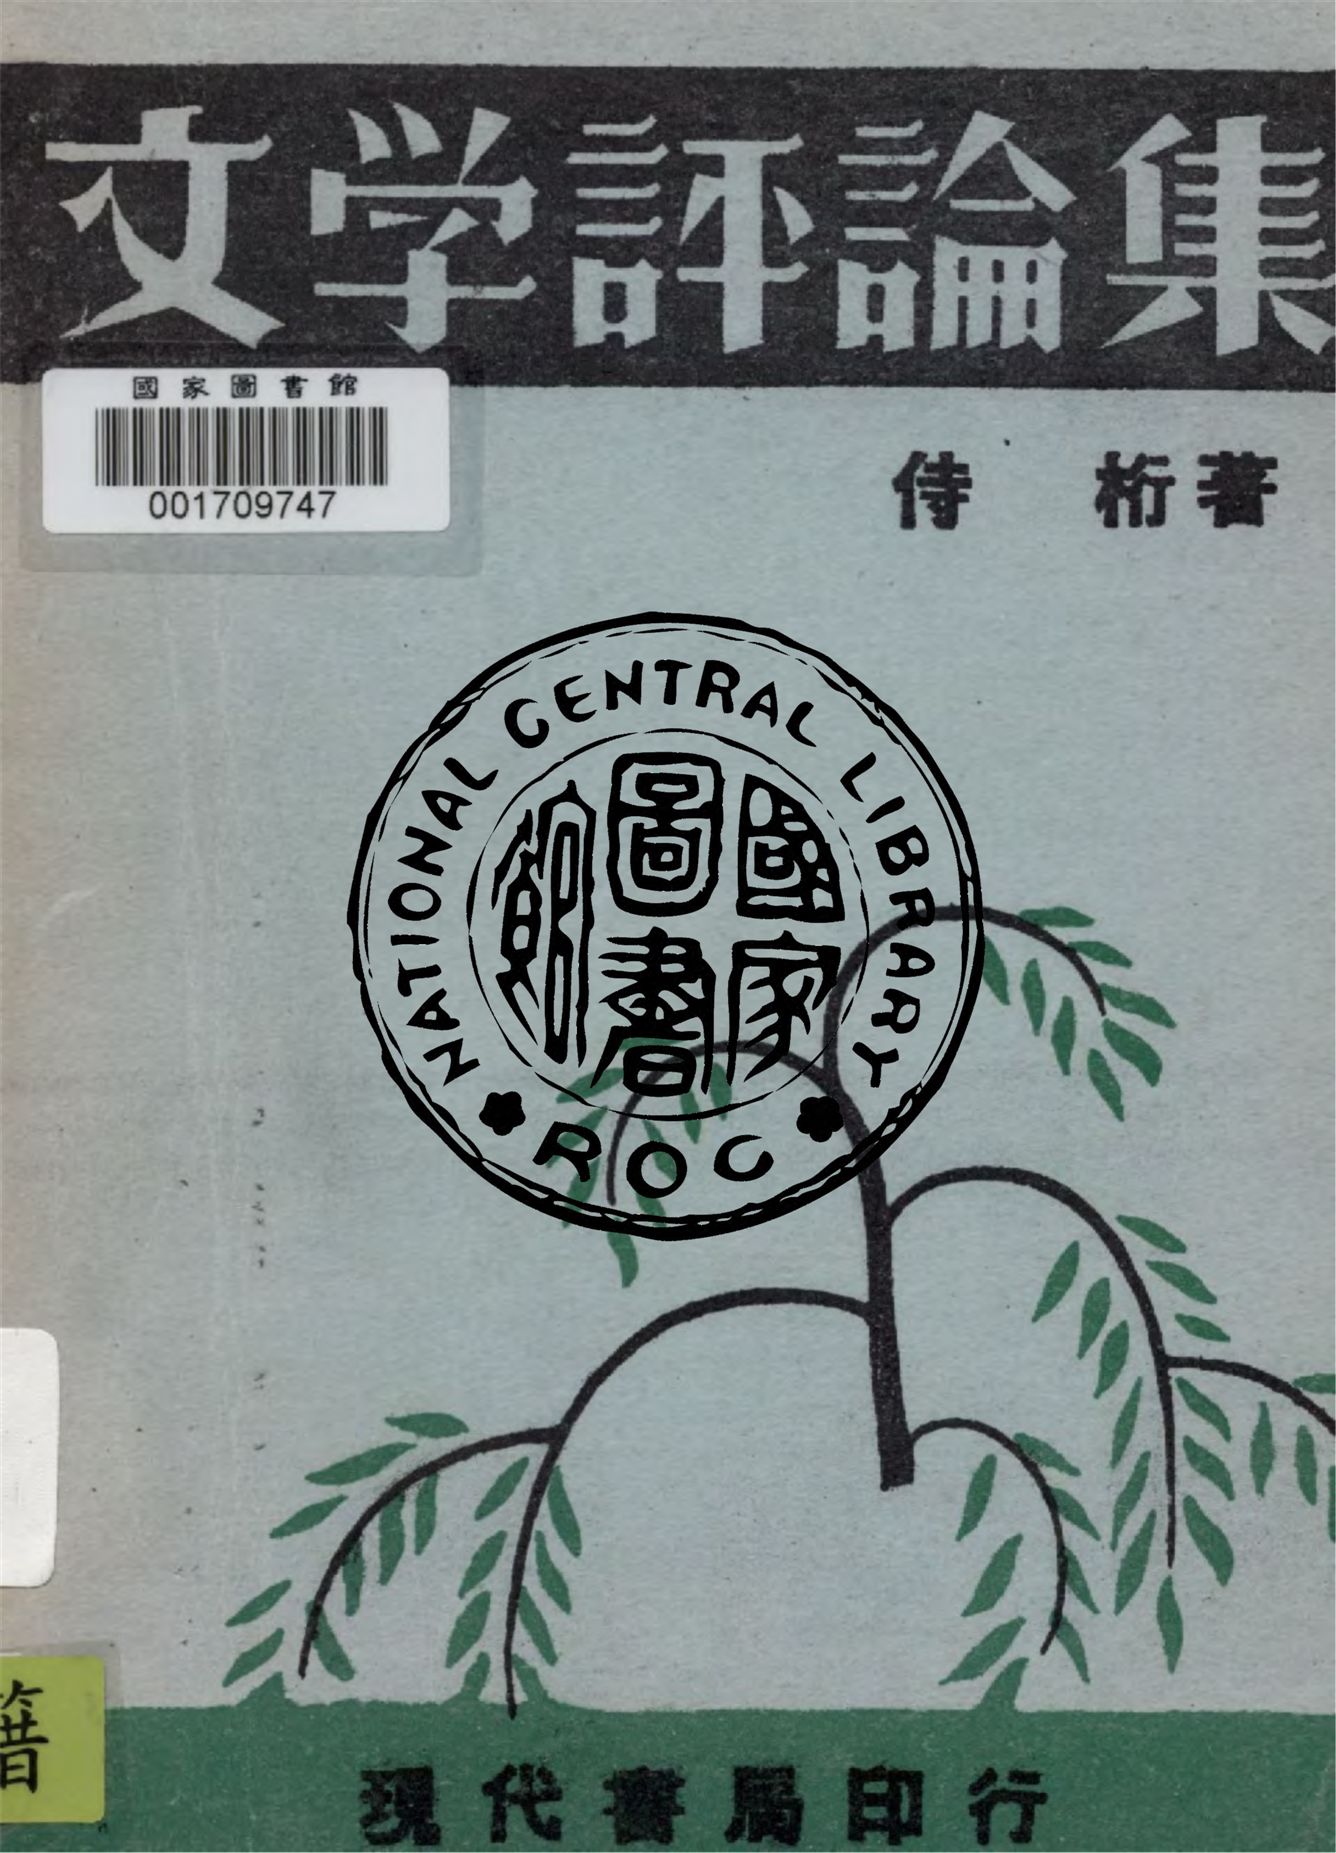 文学評論集
國家圖書館
001709747
侍 桁著
NATIONAL CENTRAL LIBRARY
國家
圖書
館
ROC
籍
現代書局印行